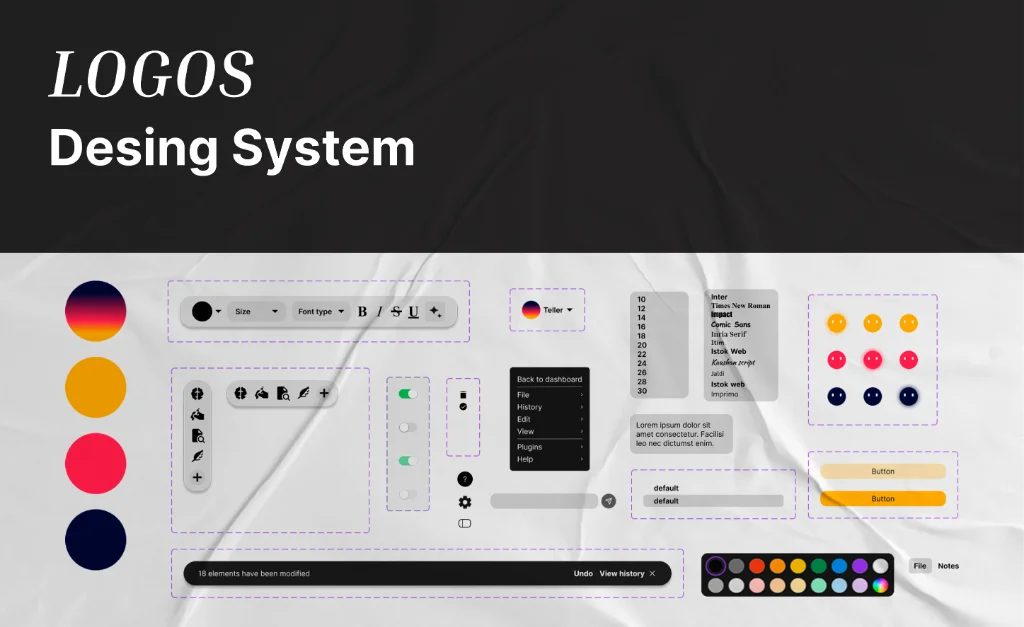 LOGOS
Desing System
Size
Font type
B I S U
Teller
10
12
14
16
18
20
22
24
26
28
30
Inter
Times New Roman
Impact
Comic Sans
Inria Serif
Itim
Istok Web
Kaushan script
Jaldi
Istok web
Imprimo
Back to dashboard
File
History
Edit
View
Plugins
Help
Lorem ipsum dolor sit
amet consectetur. Facilisi
leo nec dictumst enim.
?
default
default
Button
Button
18 elements have been modified
Undo View history
File Notes